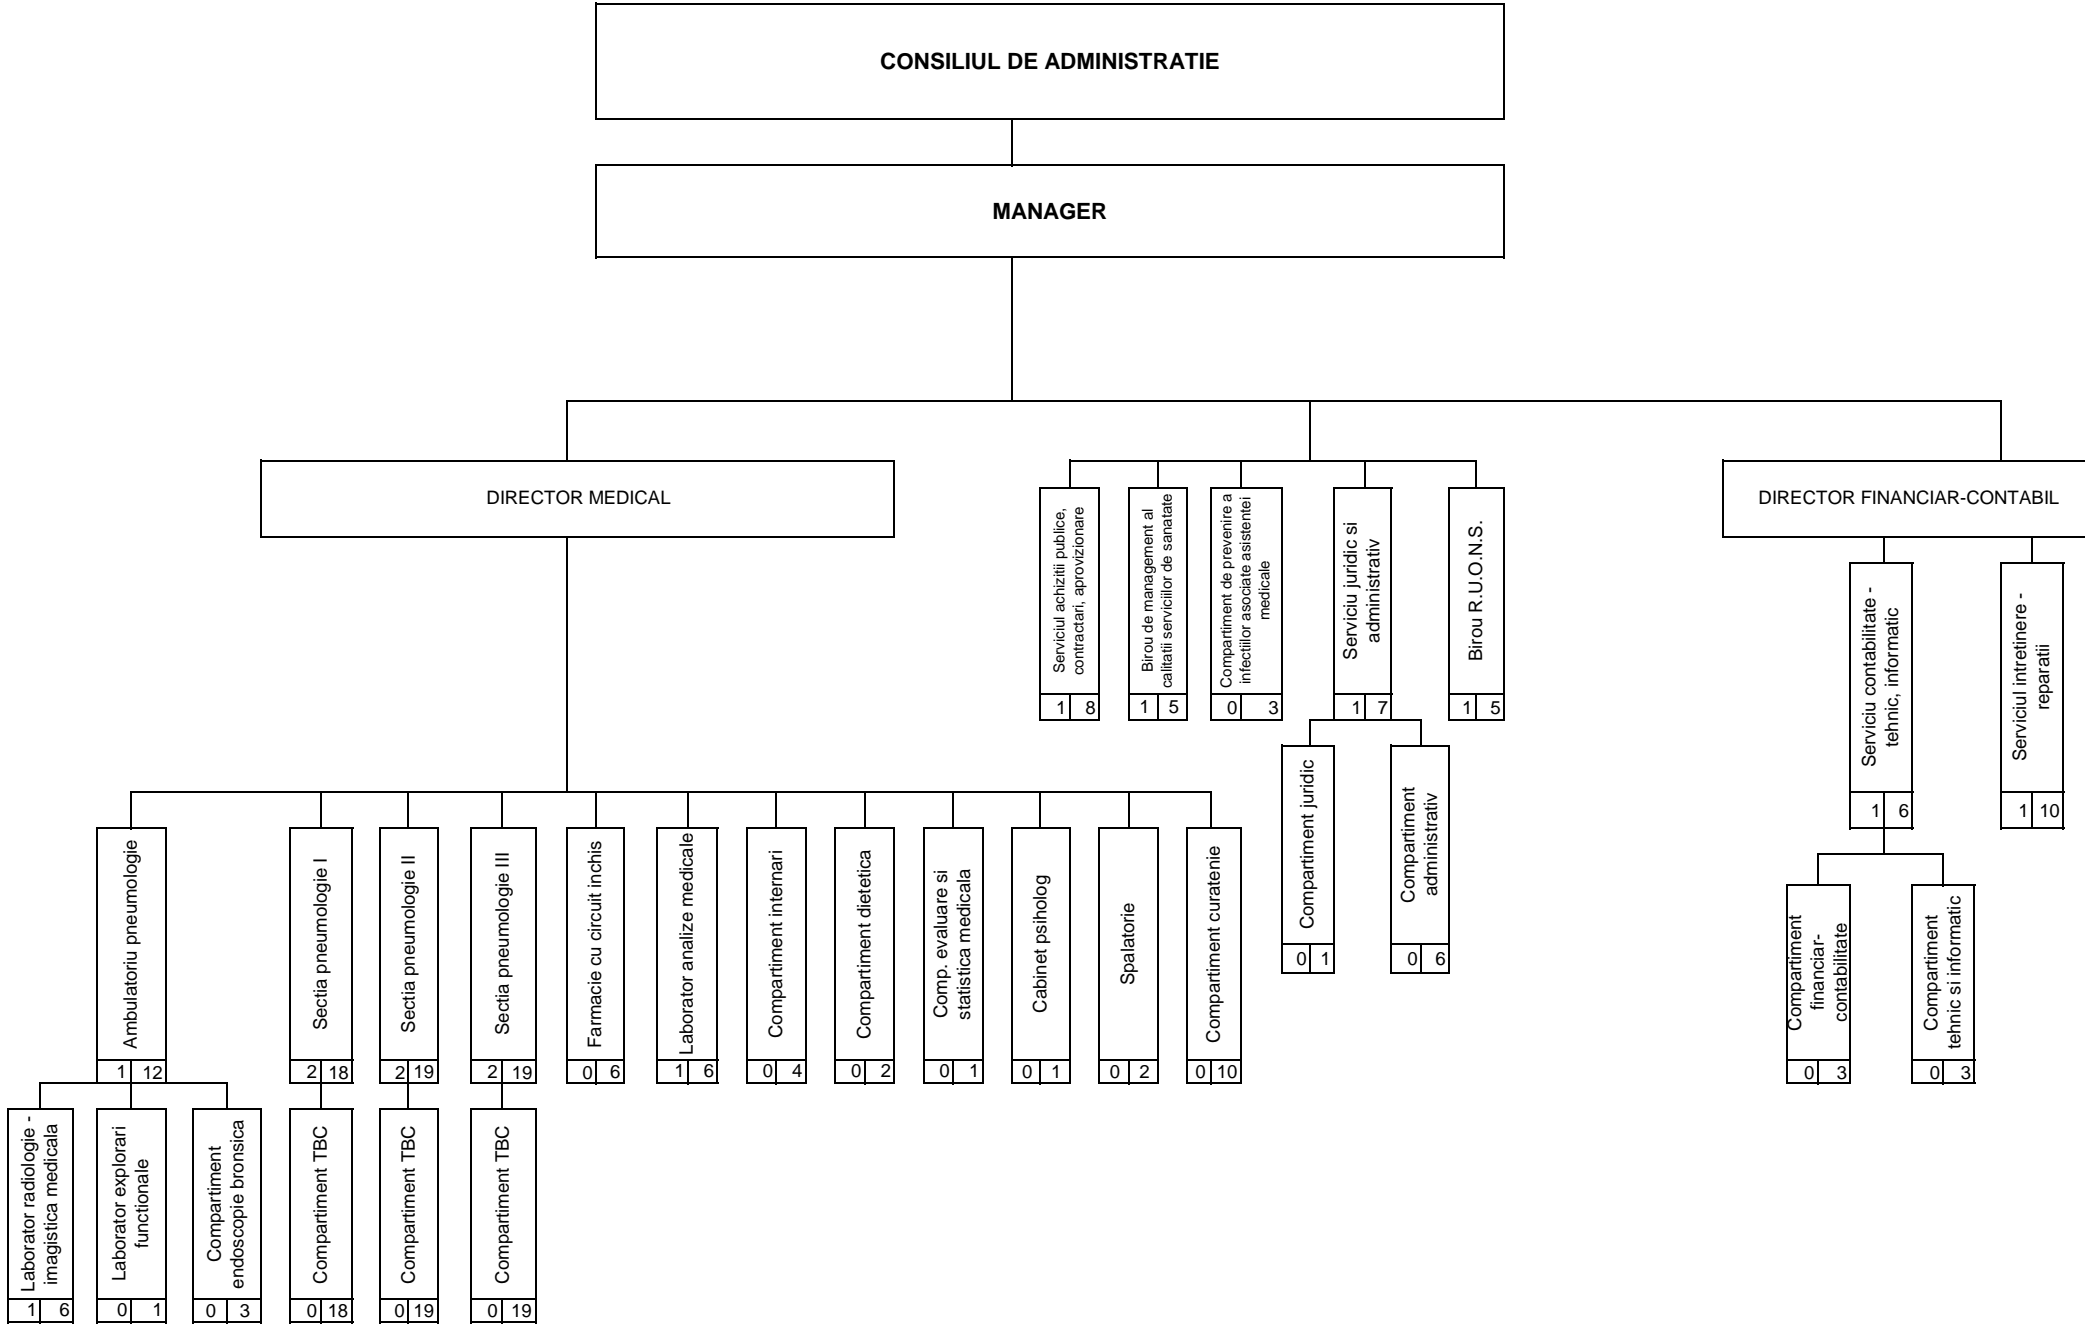 CONSILIUL DE ADMINISTRATIE
MANAGER
DIRECTOR MEDICAL
DIRECTOR FINANCIAR-CONTABIL
Serviciul achizitii publice,
contractari, aprovizionare
1 8
Birou de management al
calitatii serviciilor de sanatate
1 5
Compartiment de prevenire a
infectiilor asociate asistentei
medicale
0 3
Serviciu juridic si
administrativ
1 7
Birou R.U.O.N.S.
1 5
Compartiment juridic
0 1
Compartiment
administrativ
0 6
Serviciu contabilitate -
tehnic, informatic
1 6
Serviciul intretinere -
reparatii
1 10
Compartiment
financiar-
contabilitate
0 3
Compartiment
tehnic si informatic
0 3
Ambulatoriu pneumologie
1 12
Sectia pneumologie I
2 18
Sectia pneumologie II
2 19
Sectia pneumologie III
2 19
Farmacie cu circuit inchis
0 6
Laborator analize medicale
1 6
Compartiment internari
0 4
Compartiment dietetica
0 2
Comp. evaluare si
statistica medicala
0 1
Cabinet psiholog
0 1
Spalatorie
0 2
Compartiment curatenie
0 10
Laborator radiologie -
imagistica medicala
1 6
Laborator explorari
functionale
0 1
Compartiment
endoscopie bronsica
0 3
Compartiment TBC
0 18
Compartiment TBC
0 19
Compartiment TBC
0 19